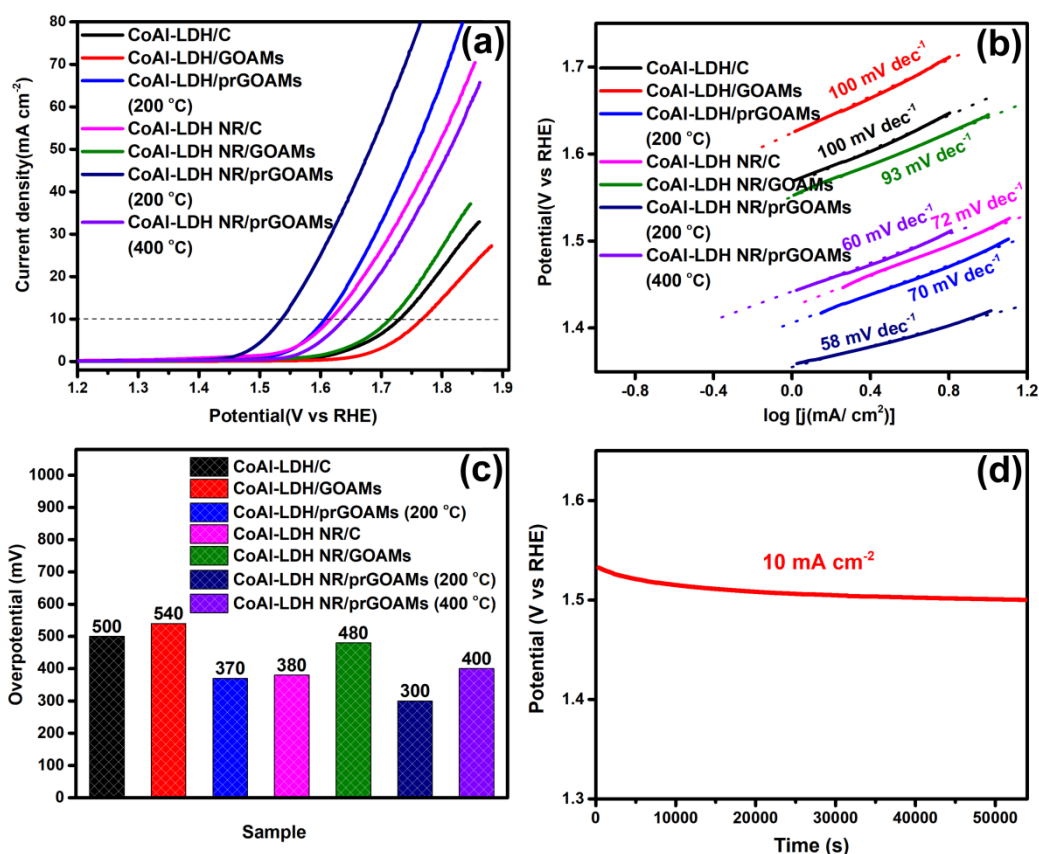 (a)
CoAl-LDH/C
CoAl-LDH/GOAMs
CoAl-LDH/prGOAMs
(200 °C)
CoAl-LDH NR/C
CoAl-LDH NR/GOAMs
CoAl-LDH NR/prGOAMs
(200 °C)
CoAl-LDH NR/prGOAMs
(400 °C)
Current density(mA cm-2)
80
70
60
50
40
30
20
10
0
1.2 1.3 1.4 1.5 1.6 1.7 1.8 1.9
Potential(V vs RHE)
(b)
CoAl-LDH/C
CoAl-LDH/GOAMs
CoAl-LDH/prGOAMs
(200 °C)
CoAl-LDH NR/C
CoAl-LDH NR/GOAMs
CoAl-LDH NR/prGOAMs
(200 °C)
CoAl-LDH NR/prGOAMs
(400 °C)
100 mV dec-1
100 mV dec-1
93 mV dec-1
60 mV dec-1
72 mV dec-1
70 mV dec-1
58 mV dec-1
Potential(V vs RHE)
1.7
1.6
1.5
1.4
-0.8 -0.4 0.0 0.4 0.8 1.2
log [j(mA/ cm2)]
(c)
CoAl-LDH/C
CoAl-LDH/GOAMs
CoAl-LDH/prGOAMs (200 °C)
CoAl-LDH NR/C
CoAl-LDH NR/GOAMs
CoAl-LDH NR/prGOAMs (200 °C)
CoAl-LDH NR/prGOAMs (400 °C)
Overpotential (mV)
1000
900
800
700
600
500
400
300
200
100
0
500 540 370 380 480 300 400
Sample
(d)
10 mA cm-2
Potential (V vs RHE)
1.6
1.5
1.4
1.3
0 10000 20000 30000 40000 50000
Time (s)